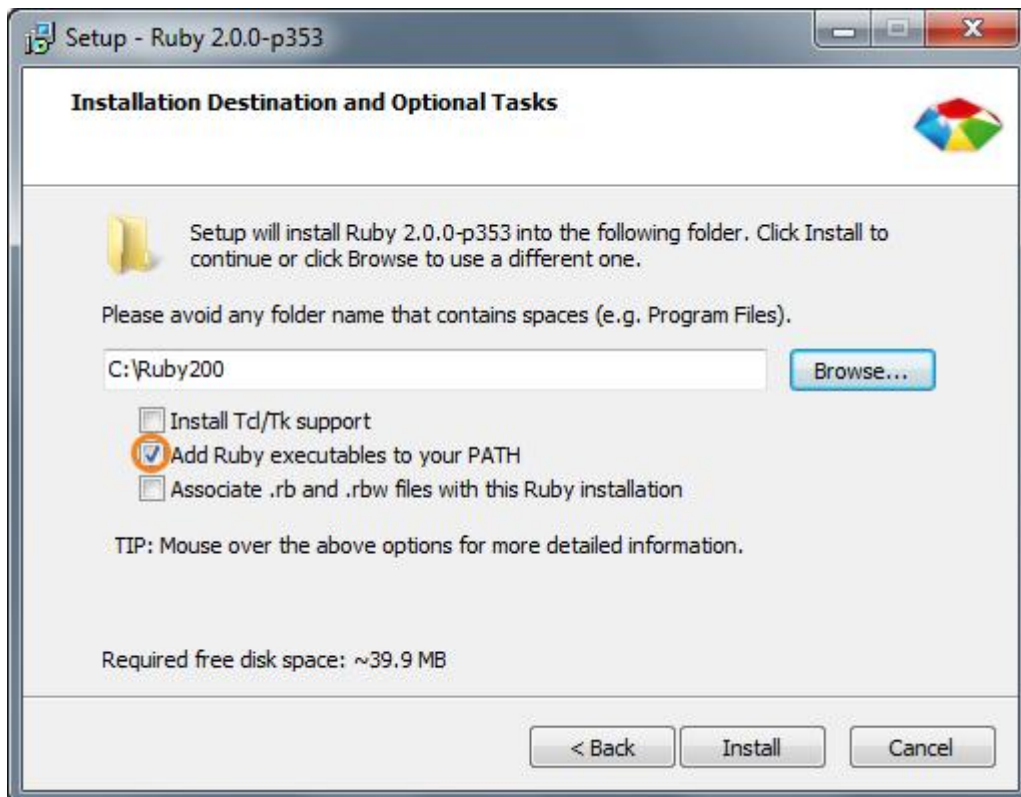 Setup - Ruby 2.0.0-p353
Installation Destination and Optional Tasks
Setup will install Ruby 2.0.0-p353 into the following folder. Click Install to
continue or click Browse to use a different one.
Please avoid any folder name that contains spaces (e.g. Program Files).
C:\Ruby200
Browse...
Install Tcl/Tk support
Add Ruby executables to your PATH
Associate .rb and .rbw files with this Ruby installation
TIP: Mouse over the above options for more detailed information.
Required free disk space: ~39.9 MB
< Back Install Cancel